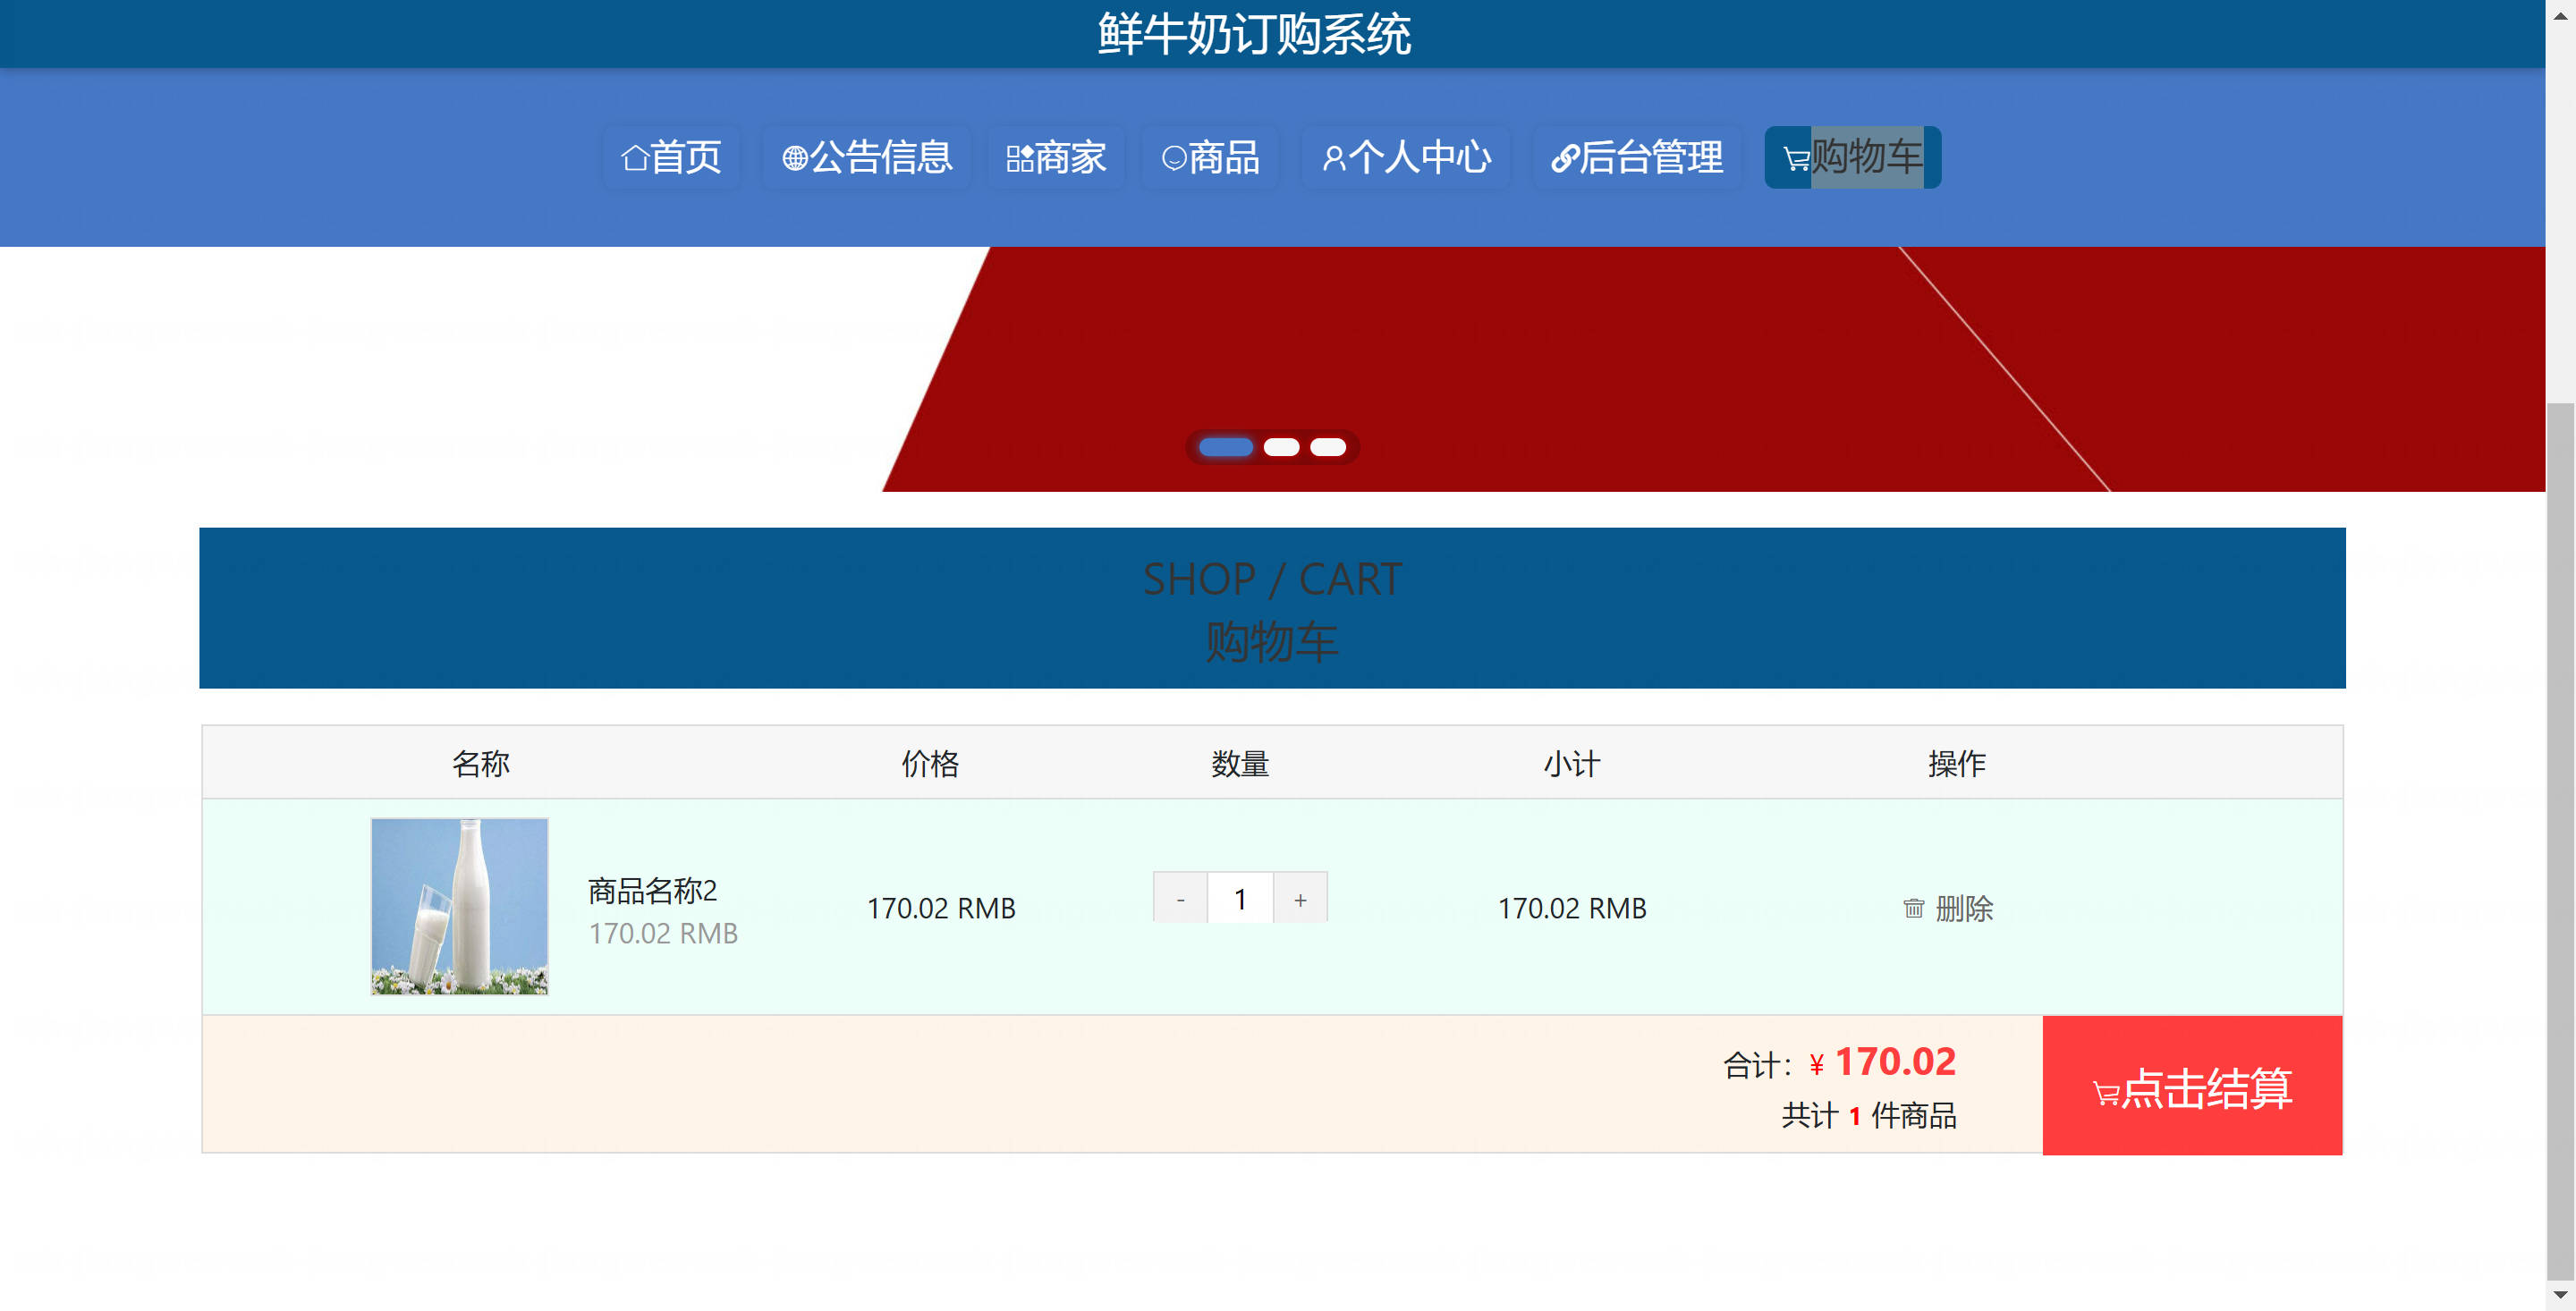 鲜牛奶订购系统
首页 公告信息 商家 商品 个人中心 后台管理 购物车
SHOP / CART
购物车
名称 价格 数量 小计 操作
商品名称2
170.02 RMB
170.02 RMB - 1 + 170.02 RMB 删除
合计：¥ 170.02
共计 1 件商品
点击结算